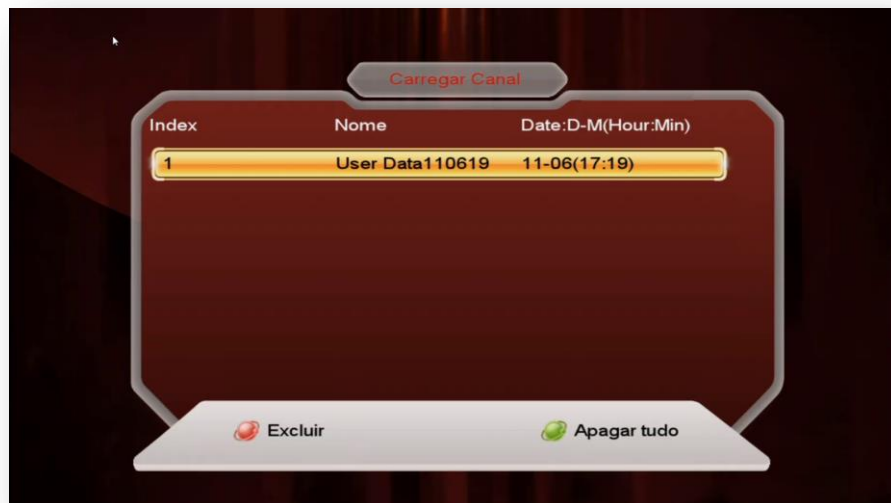 Carregar Canal
Index Nome Date:D-M(Hour:Min)
1 User Data110619 11-06(17:19)
Excluir Apagar tudo